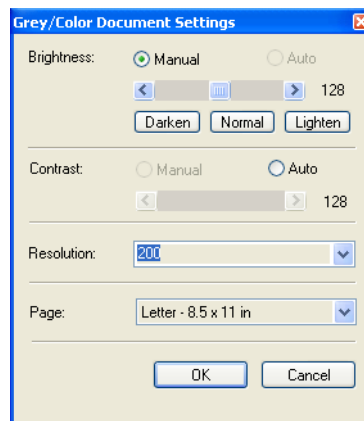 Grey/Color Document Settings
Brightness: Manual Auto
128
Darken Normal Lighten
Contrast: Manual Auto
128
Resolution: 200
Page: Letter - 8.5 x 11 in
OK Cancel